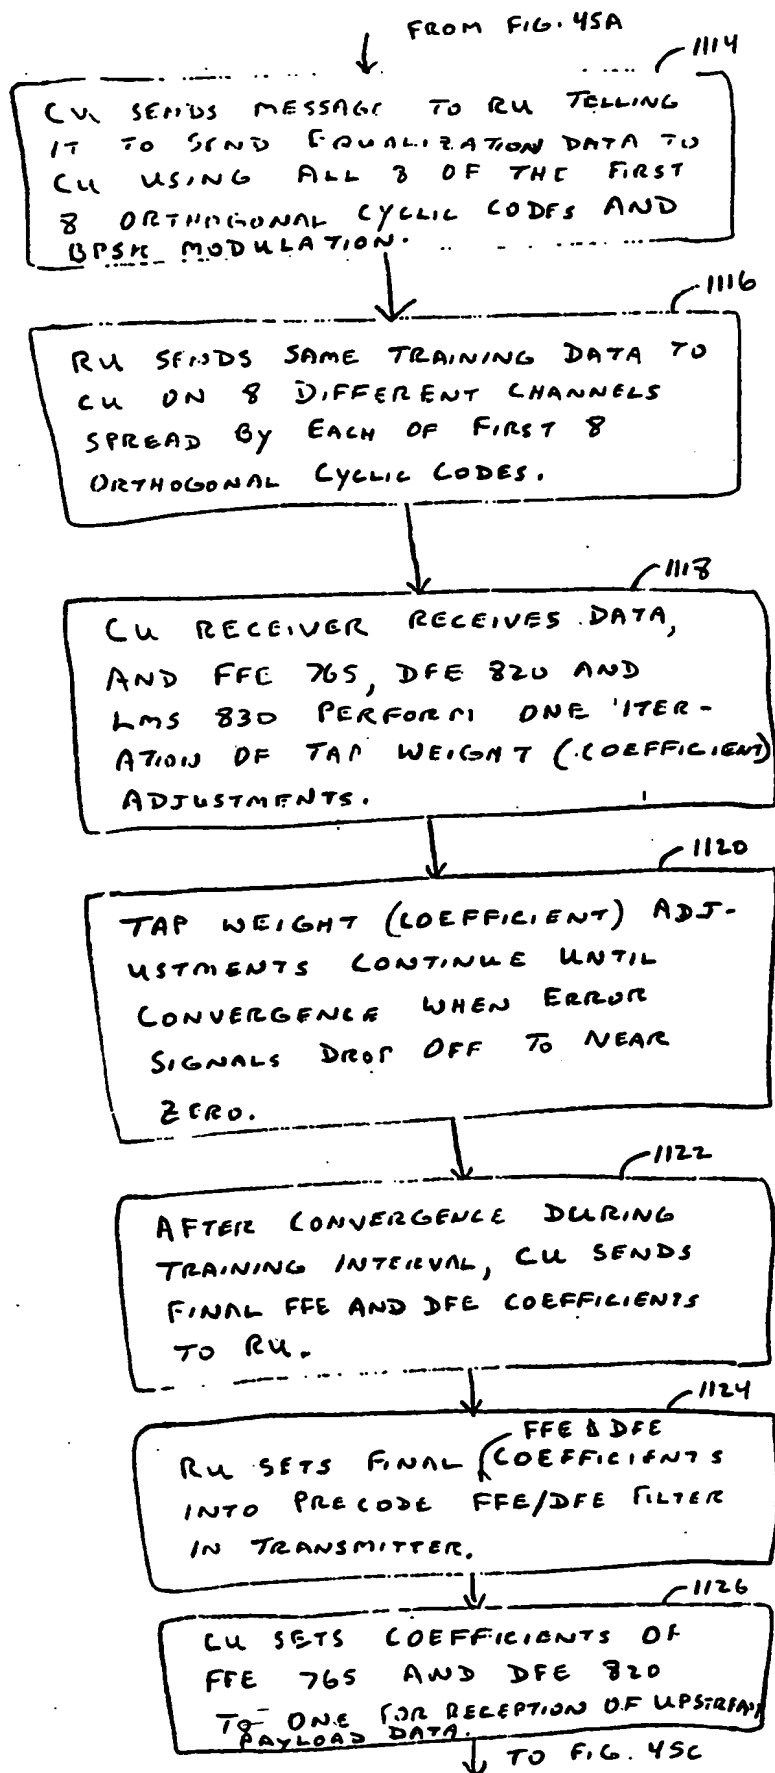 FROM FIG. 45A
1114
CU SENDS MESSAGE TO RU TELLING
IT TO SEND EQUALIZATION DATA TO
CU USING ALL 8 OF THE FIRST
8 ORTHOGONAL CYCLIC CODES AND
BPSK MODULATION.
1116
RU SENDS SAME TRAINING DATA TO
CU ON 8 DIFFERENT CHANNELS
SPREAD BY EACH OF FIRST 8
ORTHOGONAL CYCLIC CODES.
1118
CU RECEIVER RECEIVES DATA,
AND FFE 765, DFE 820 AND
LMS 830 PERFORM ONE ITER-
ATION OF TAP WEIGHT (COEFFICIENT)
ADJUSTMENTS.
1120
TAP WEIGHT (COEFFICIENT) ADJ-
USTMENTS CONTINUE UNTIL
CONVERGENCE WHEN ERROR
SIGNALS DROP OFF TO NEAR
ZERO.
1122
AFTER CONVERGENCE DURING
TRAINING INTERVAL, CU SENDS
FINAL FFE AND DFE COEFFICIENTS
TO RU.
1124
FFE & DFE
RU SETS FINAL COEFFICIENTS
INTO PRECODE FFE/DFE FILTER
IN TRANSMITTER.
1126
CU SETS COEFFICIENTS OF
FFE 765 AND DFE 820
TO ONE FOR RECEPTION OF UPSTREAM
PAYLOAD DATA.
TO FIG. 45C